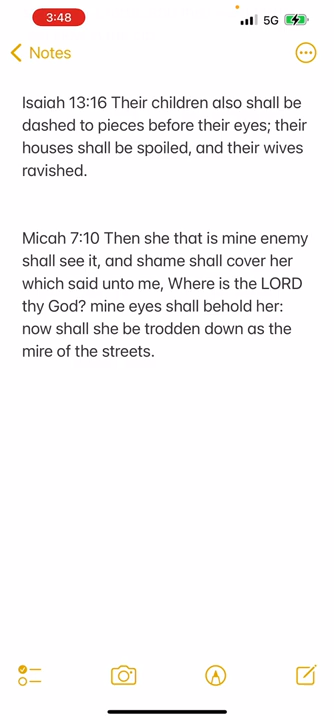 3:48
5G
Notes
Isaiah 13:16 Their children also shall be
dashed to pieces before their eyes; their
houses shall be spoiled, and their wives
ravished.
Micah 7:10 Then she that is mine enemy
shall see it, and shame shall cover her
which said unto me, Where is the LORD
thy God? mine eyes shall behold her:
now shall she be trodden down as the
mire of the streets.